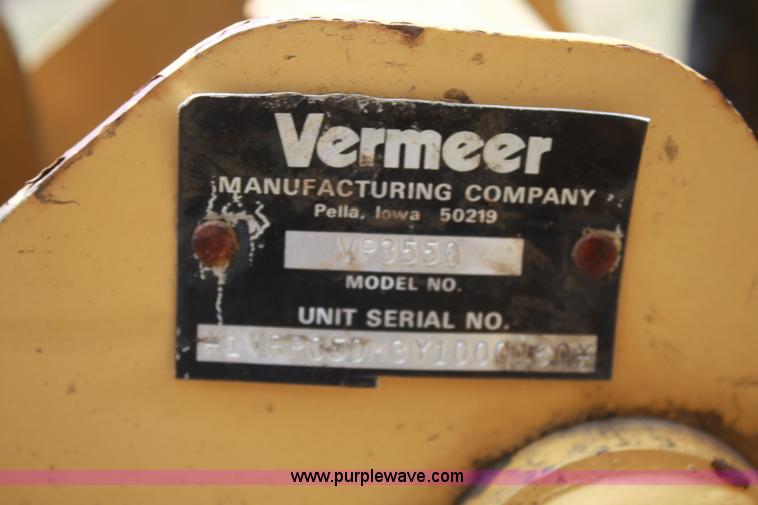 Vermeer
MANUFACTURING COMPANY
Pella, Iowa 50219
VP3550
MODEL NO.
UNIT SERIAL NO.
www.purplewave.com